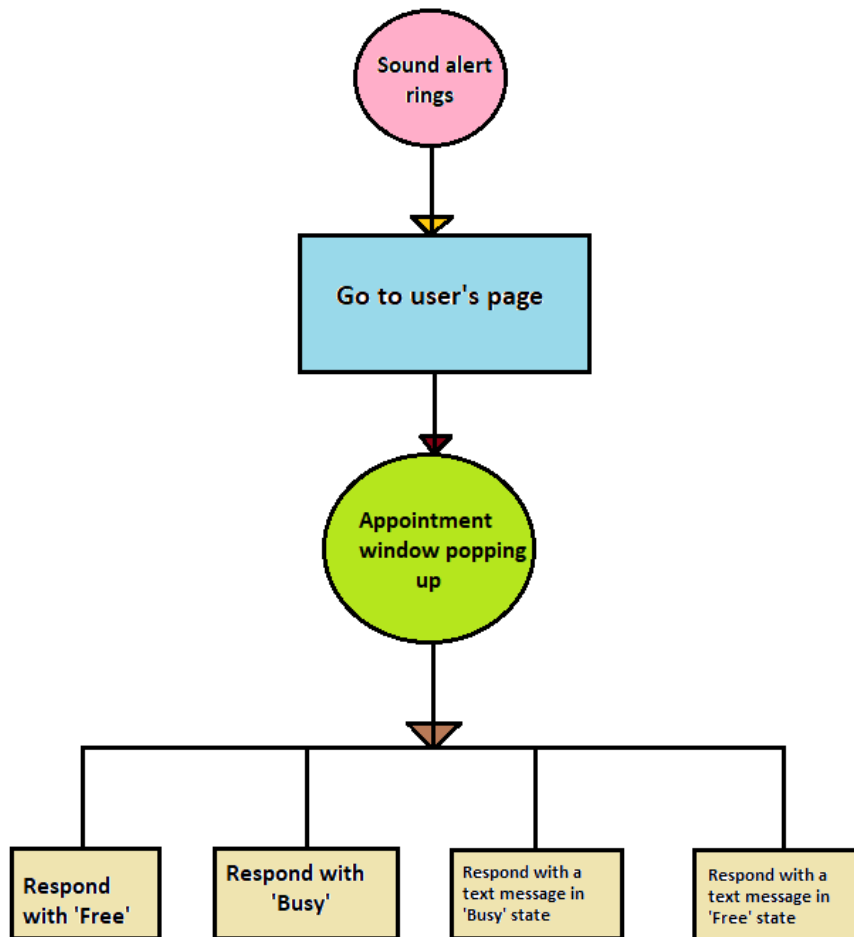 Sound alert
rings
Go to user's page
Appointment
window popping
up
Respond
with 'Free'
Respond with
'Busy'
Respond with a
text message in
'Busy' state
Respond with a
text message in
'Free' state